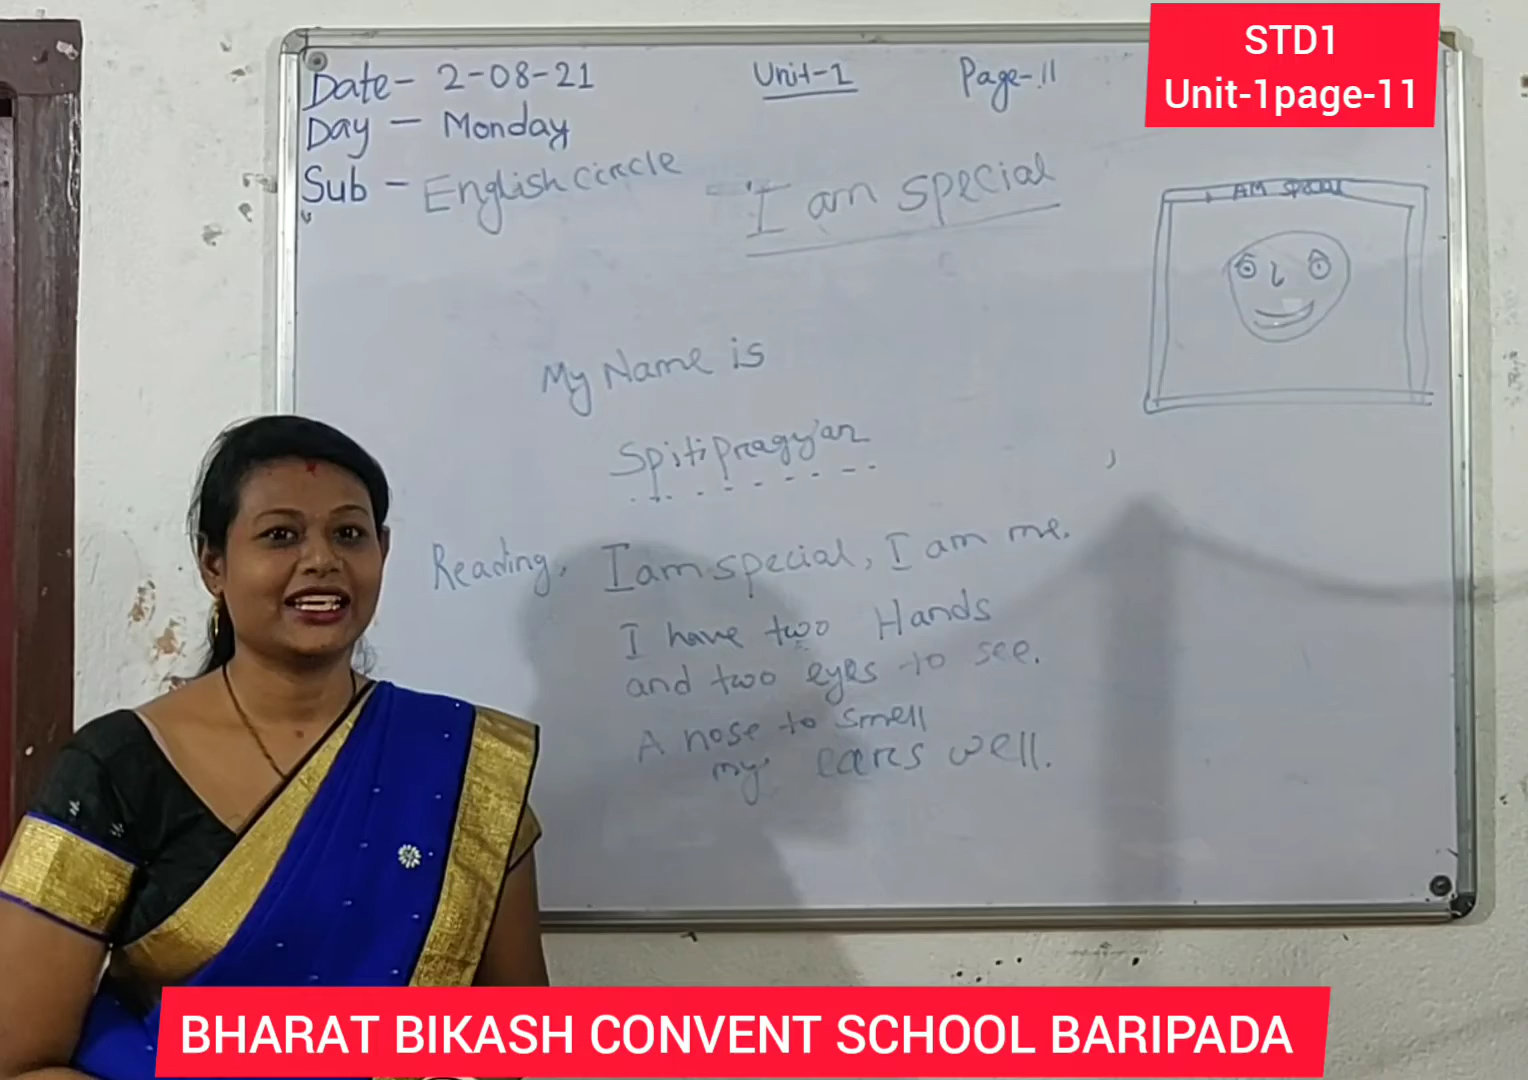 STD1
Unit-1page-11
Date- 2-08-21
Unit-1
Page-11
Day - Monday
Sub - English circle
I am special
I AM special
My Name is
Spitipragyan
Reading, I am special, I am me.
I have two Hands
and two eyes to see.
A nose to smell
my ears well.
BHARAT BIKASH CONVENT SCHOOL BARIPADA